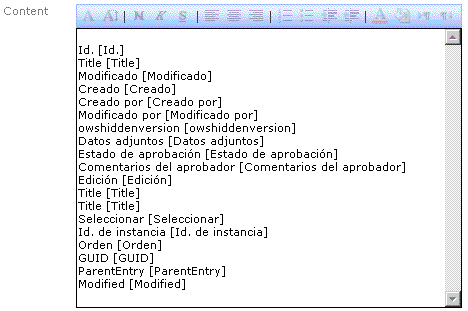 Content
A A | N K S
Id. [Id.]
Title [Title]
Modificado [Modificado]
Creado [Creado]
Creado por [Creado por]
Modificado por [Modificado por]
owshiddenversion [owshiddenversion]
Datos adjuntos [Datos adjuntos]
Estado de aprobación [Estado de aprobación]
Comentarios del aprobador [Comentarios del aprobador]
Edición [Edición]
Title [Title]
Title [Title]
Seleccionar [Seleccionar]
Id. de instancia [Id. de instancia]
Orden [Orden]
GUID [GUID]
ParentEntry [ParentEntry]
Modified [Modified]